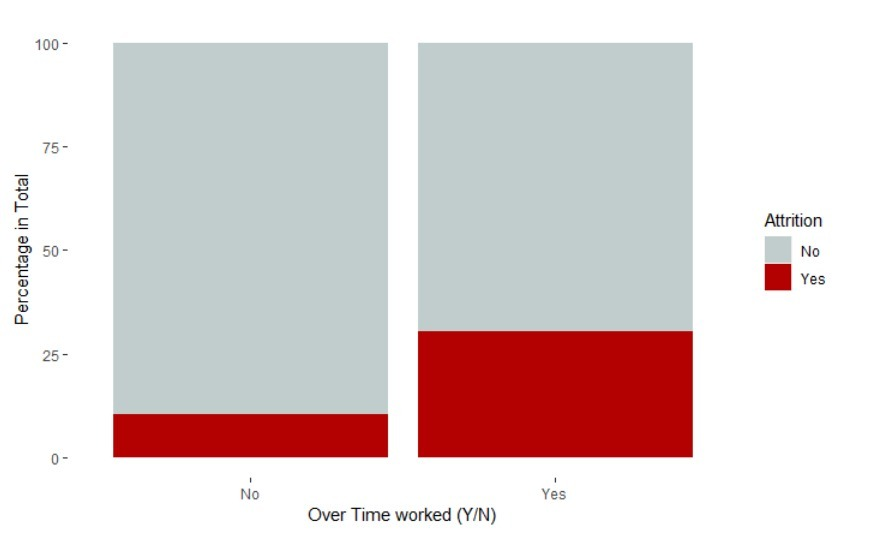 100
75
50
25
0
Percentage in Total
No
Yes
Over Time worked (Y/N)
Attrition
No
Yes